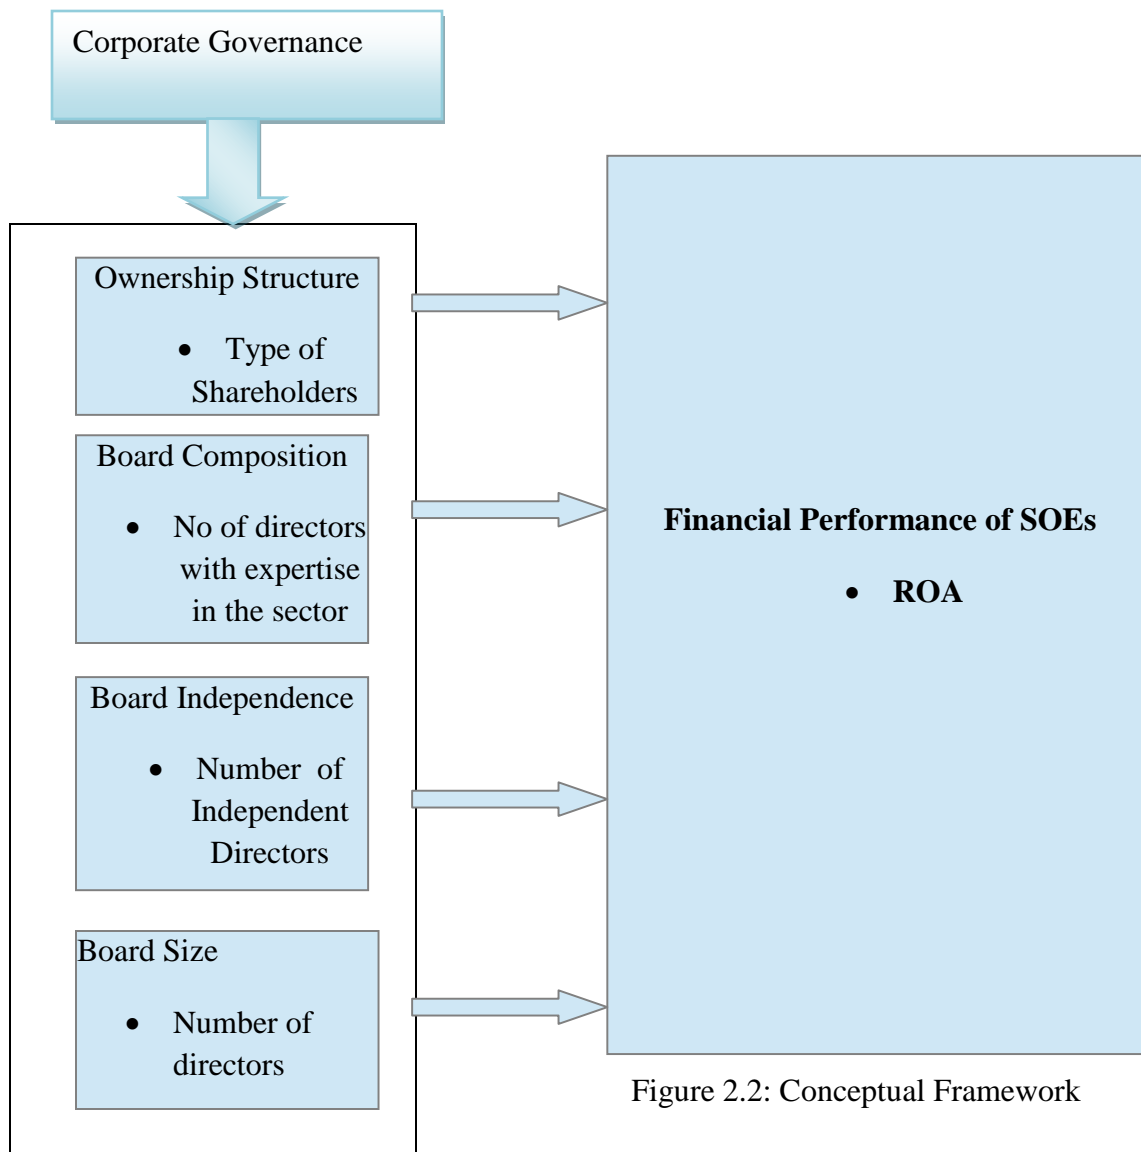 Corporate Governance
Ownership Structure
• Type of
Shareholders
Board Composition
• No of directors
with expertise
in the sector
Board Independence
• Number of
Independent
Directors
Board Size
• Number of
directors
Financial Performance of SOEs
• ROA
Figure 2.2: Conceptual Framework